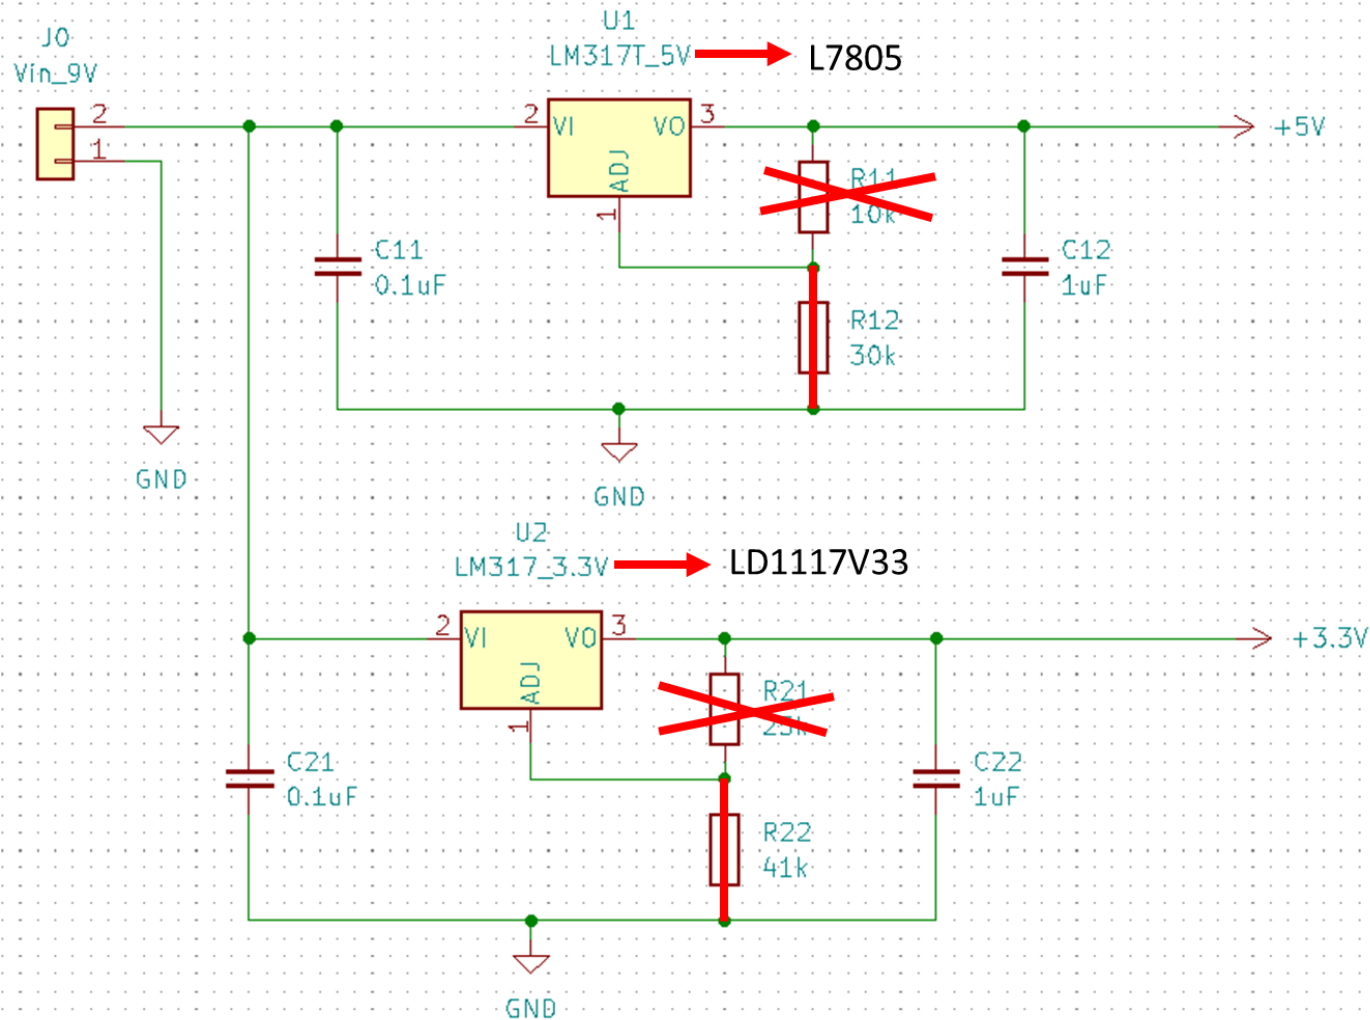 J0
Vin_9V
2
1
GND
U1
LM317T_5V
L7805
2
VI
VO
3
ADJ
1
+5V
R11
10k
C11
0.1uF
C12
1uF
R12
30k
GND
U2
LM317_3.3V
LD1117V33
2
VI
VO
3
ADJ
1
+3.3V
R21
C21
0.1uF
C22
1uF
R22
41k
GND